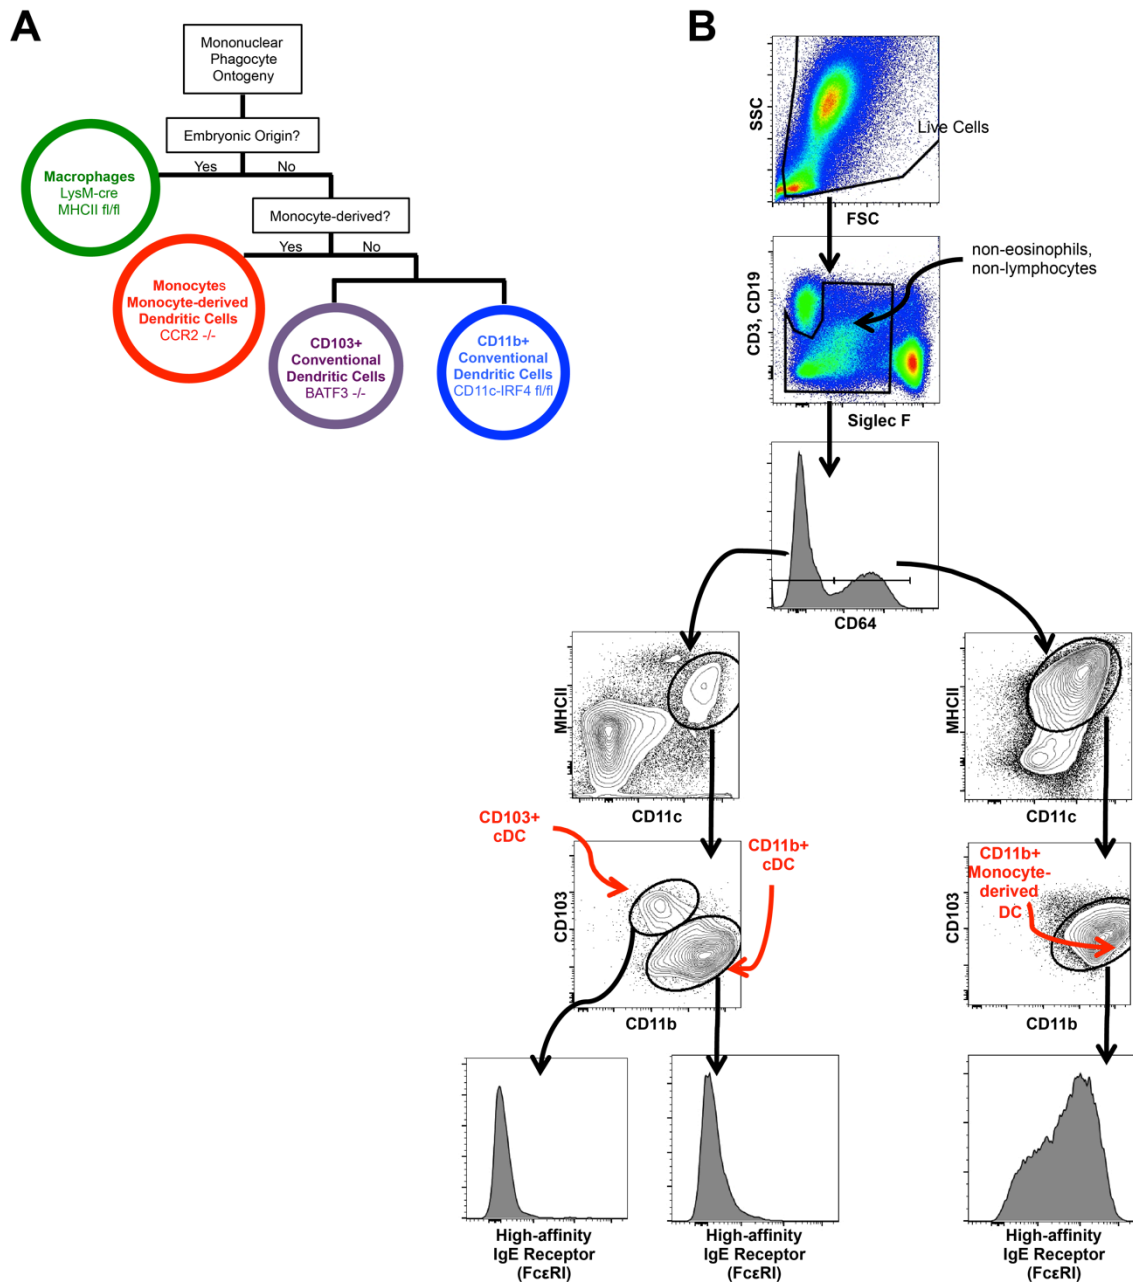 A
Mononuclear
Phagocyte
Ontogeny
Embryonic Origin?
Yes
No
Macrophages
LysM-cre
MHCII fl/fl
Monocyte-derived?
Yes
No
Monocytes
Monocyte-derived
Dendritic Cells
CCR2 -/-
CD103+
Conventional
Dendritic Cells
BATF3 -/-
CD11b+
Conventional
Dendritic Cells
CD11c-IRF4 fl/fl
B
SSC
Live Cells
FSC
non-eosinophils,
non-lymphocytes
CD3, CD19
Siglec F
CD64
MHCII
CD11c
MHCII
CD11c
CD103+
cDC
CD11b+
cDC
CD103
CD11b
CD11b+
Monocyte-
derived
DC
CD103
CD11b
High-affinity
IgE Receptor
(FcεRI)
High-affinity
IgE Receptor
(FcεRI)
High-affinity
IgE Receptor
(FcεRI)